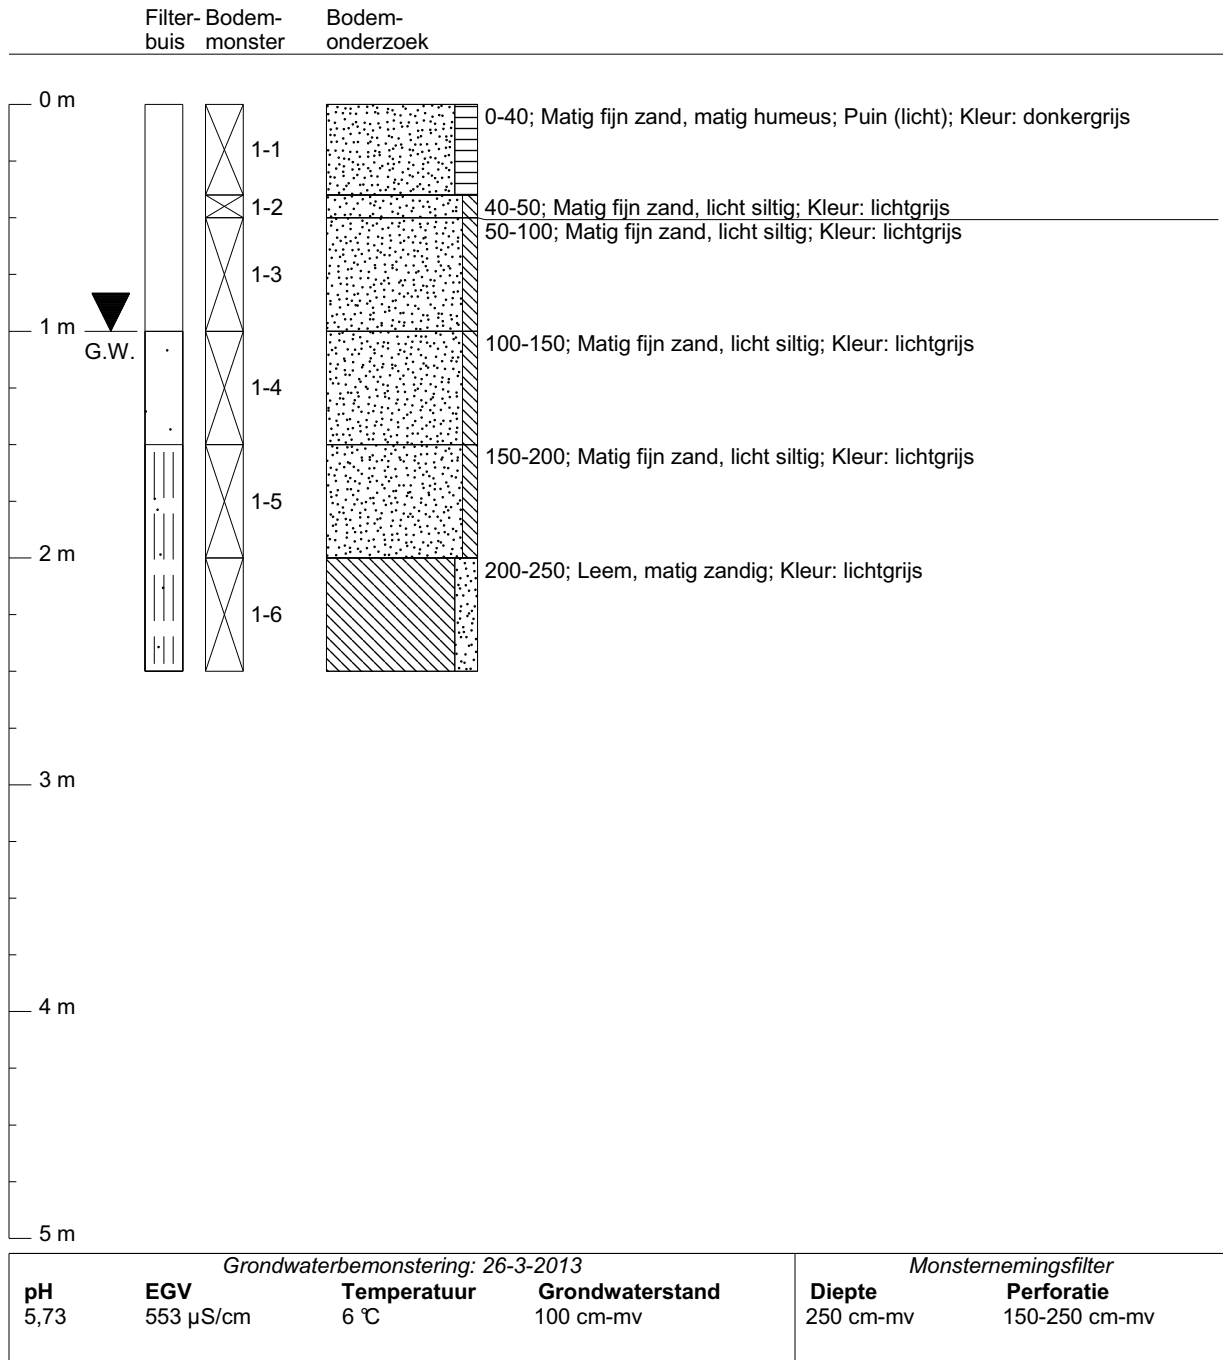 Filter- Bodem- Bodem-
buis monster onderzoek
0 m
0-40; Matig fijn zand, matig humeus; Puin (licht); Kleur: donkergrijs
1-1
1-2
40-50; Matig fijn zand, licht siltig; Kleur: lichtgrijs
50-100; Matig fijn zand, licht siltig; Kleur: lichtgrijs
1-3
1 m
G.W.
100-150; Matig fijn zand, licht siltig; Kleur: lichtgrijs
1-4
150-200; Matig fijn zand, licht siltig; Kleur: lichtgrijs
1-5
2 m
200-250; Leem, matig zandig; Kleur: lichtgrijs
1-6
3 m
4 m
5 m
Grondwaterbemonstering: 26-3-2013 Monsternemingsfilter
pH EGV Temperatuur Grondwaterstand Diepte Perforatie
5,73 553 µS/cm 6 °C 100 cm-mv 250 cm-mv 150-250 cm-mv